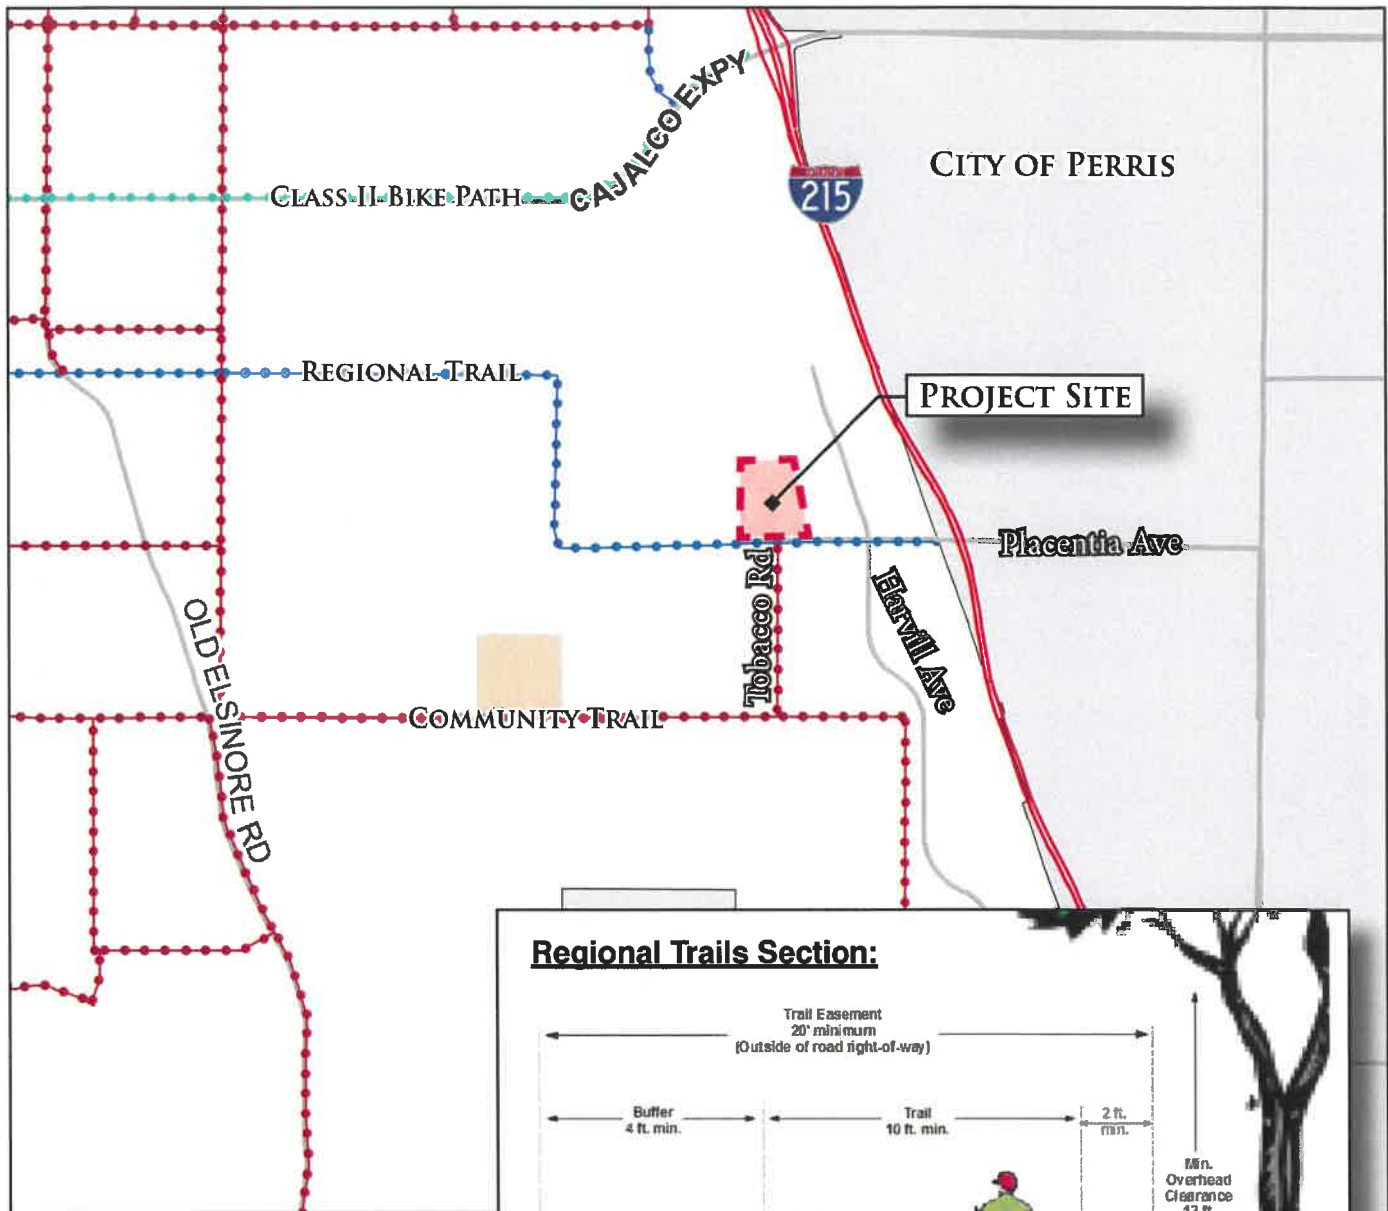 CAJALCO EXPY
CITY OF PERRIS
215
CLASS II BIKE PATH
REGIONAL TRAIL
PROJECT SITE
Placentia Ave
Tobacco Rd
Harvill Ave
OLD ELSINORE RD
COMMUNITY TRAIL
Regional Trails Section:
Trail Easement
20' minimum
(Outside of road right-of-way)
Buffer
4 ft. min.
Trail
10 ft. min.
2 ft.
min.
Min.
Overhead
Clearance
12 ft.